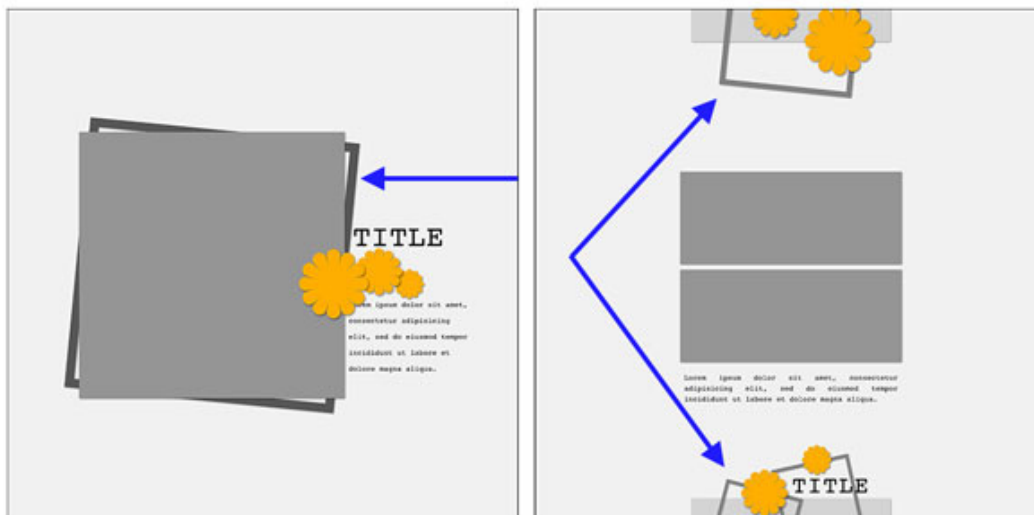 TITLE
Lorem ipsum dolor sit amet,
consectetur adipisicing
elit, sed do eiusmod tempor
incididunt ut labore et
dolore magna aliqua.
Lorem ipsum dolor sit amet, consectetur
adipisicing elit, sed do eiusmod tempor
incididunt ut labore et dolore magna aliqua.
TITLE